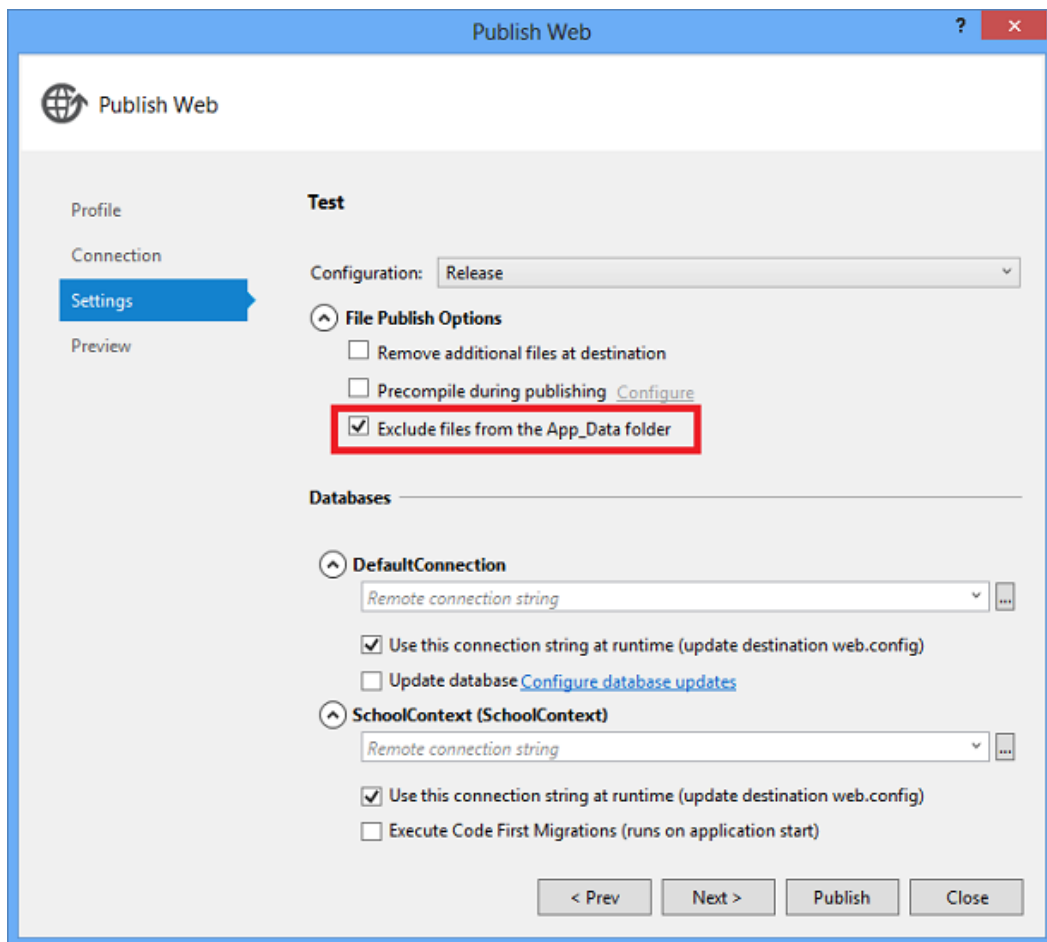 Publish Web
?
Publish Web
Profile
Connection
Settings
Preview
Test
Configuration: Release
File Publish Options
Remove additional files at destination
Precompile during publishing Configure
Exclude files from the App_Data folder
Databases
DefaultConnection
Remote connection string ...
Use this connection string at runtime (update destination web.config)
Update database Configure database updates
SchoolContext (SchoolContext)
Remote connection string ...
Use this connection string at runtime (update destination web.config)
Execute Code First Migrations (runs on application start)
< Prev Next > Publish Close